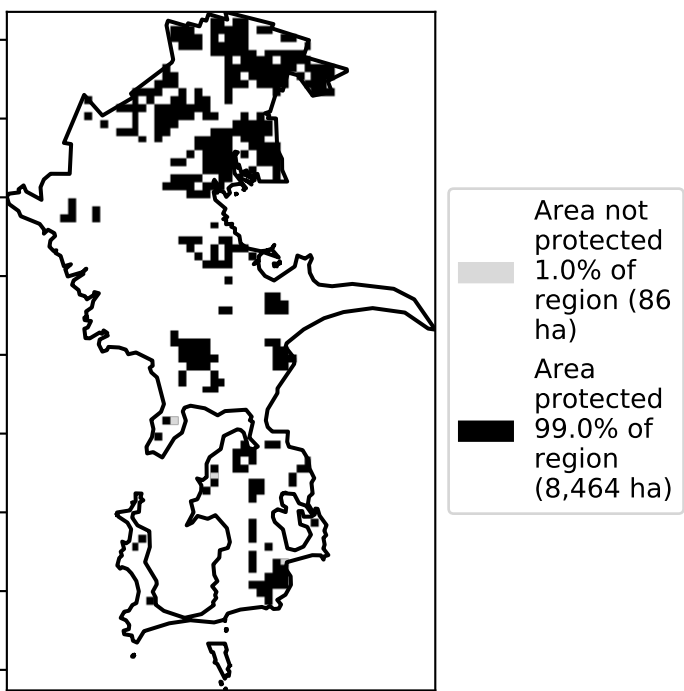 Area not
protected
1.0% of
region (86
ha)
Area
protected
99.0% of
region
(8,464 ha)